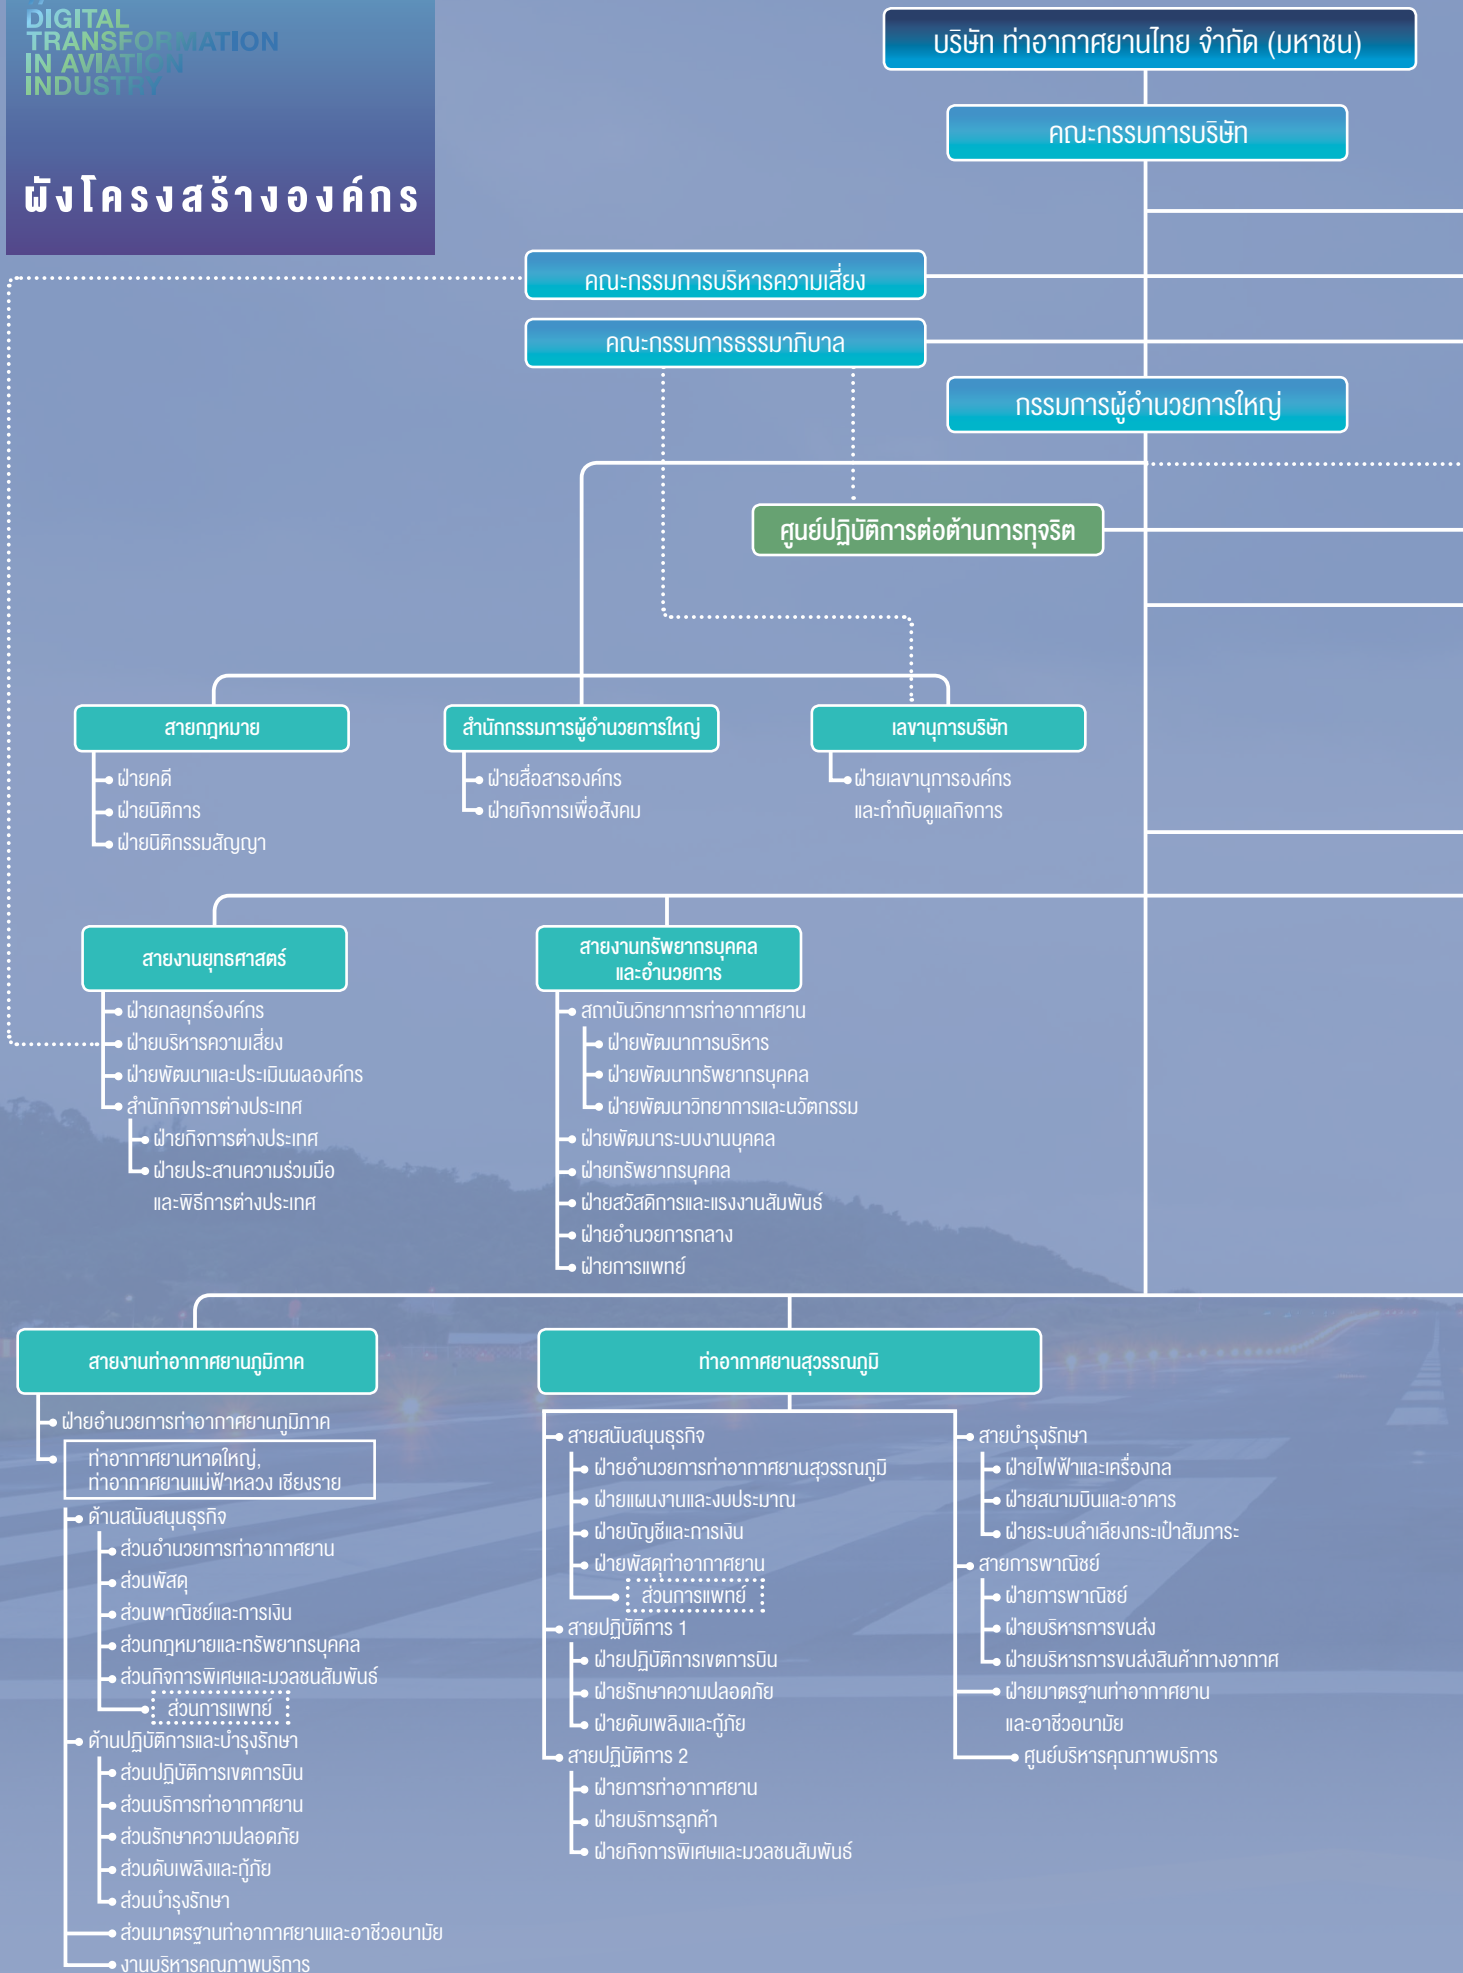 DIGITAL
TRANSFORMATION
IN AVIATION
INDUSTRY
ผังโครงสร้างองค์กร
บริษัท ท่าอากาศยานไทย จำกัด (มหาชน)
คณะกรรมการบริษัท
คณะกรรมการบริหารความเสี่ยง
คณะกรรมการธรรมาภิบาล
กรรมการผู้อำนวยการใหญ่
ศูนย์ปฏิบัติการต่อต้านการทุจริต
สายกฎหมาย
ฝ่ายคดี
ฝ่ายนิติการ
ฝ่ายนิติกรรมสัญญา
สำนักกรรมการผู้อำนวยการใหญ่
ฝ่ายสื่อสารองค์กร
ฝ่ายกิจการเพื่อสังคม
เลขานุการบริษัท
ฝ่ายเลขานุการองค์กร
และกำกับดูแลกิจการ
สายงานยุทธศาสตร์
ฝ่ายกลยุทธ์องค์กร
ฝ่ายบริหารความเสี่ยง
ฝ่ายพัฒนาและประเมินผลองค์กร
สำนักกิจการต่างประเทศ
ฝ่ายกิจการต่างประเทศ
ฝ่ายประสานความร่วมมือ
และพิธีการต่างประเทศ
สายงานทรัพยากรบุคคล
และอำนวยการ
สถาบันวิทยาการท่าอากาศยาน
ฝ่ายพัฒนาการบริหาร
ฝ่ายพัฒนาทรัพยากรบุคคล
ฝ่ายพัฒนาวิทยาการและนวัตกรรม
ฝ่ายพัฒนาระบบงานบุคคล
ฝ่ายทรัพยากรบุคคล
ฝ่ายสวัสดิการและแรงงานสัมพันธ์
ฝ่ายอำนวยการกลาง
ฝ่ายการแพทย์
สายงานท่าอากาศยานภูมิภาค
ฝ่ายอำนวยการท่าอากาศยานภูมิภาค
ท่าอากาศยานหาดใหญ่,
ท่าอากาศยานแม่ฟ้าหลวง เชียงราย
ด้านสนับสนุนธุรกิจ
ส่วนอำนวยการท่าอากาศยาน
ส่วนพัสดุ
ส่วนพาณิชย์และการเงิน
ส่วนกฎหมายและทรัพยากรบุคคล
ส่วนกิจการพิเศษและมวลชนสัมพันธ์
ส่วนการแพทย์
ด้านปฏิบัติการและบำรุงรักษา
ส่วนปฏิบัติการเขตการบิน
ส่วนบริการท่าอากาศยาน
ส่วนรักษาความปลอดภัย
ส่วนดับเพลิงและกู้ภัย
ส่วนบำรุงรักษา
ส่วนมาตรฐานท่าอากาศยานและอาชีวอนามัย
งานบริหารคุณภาพบริการ
ท่าอากาศยานสุวรรณภูมิ
สายสนับสนุนธุรกิจ
ฝ่ายอำนวยการท่าอากาศยานสุวรรณภูมิ
ฝ่ายแผนงานและงบประมาณ
ฝ่ายบัญชีและการเงิน
ฝ่ายพัสดุท่าอากาศยาน
ส่วนการแพทย์
สายปฏิบัติการ 1
ฝ่ายปฏิบัติการเขตการบิน
ฝ่ายรักษาความปลอดภัย
ฝ่ายดับเพลิงและกู้ภัย
สายปฏิบัติการ 2
ฝ่ายการท่าอากาศยาน
ฝ่ายบริการลูกค้า
ฝ่ายกิจการพิเศษและมวลชนสัมพันธ์
สายบำรุงรักษา
ฝ่ายไฟฟ้าและเครื่องกล
ฝ่ายสนามบินและอาคาร
ฝ่ายระบบลำเลียงกระเป๋าสัมภาระ
สายการพาณิชย์
ฝ่ายการพาณิชย์
ฝ่ายบริหารการขนส่ง
ฝ่ายบริหารการขนส่งสินค้าทางอากาศ
ฝ่ายมาตรฐานท่าอากาศยาน
และอาชีวอนามัย
ศูนย์บริหารคุณภาพบริการ